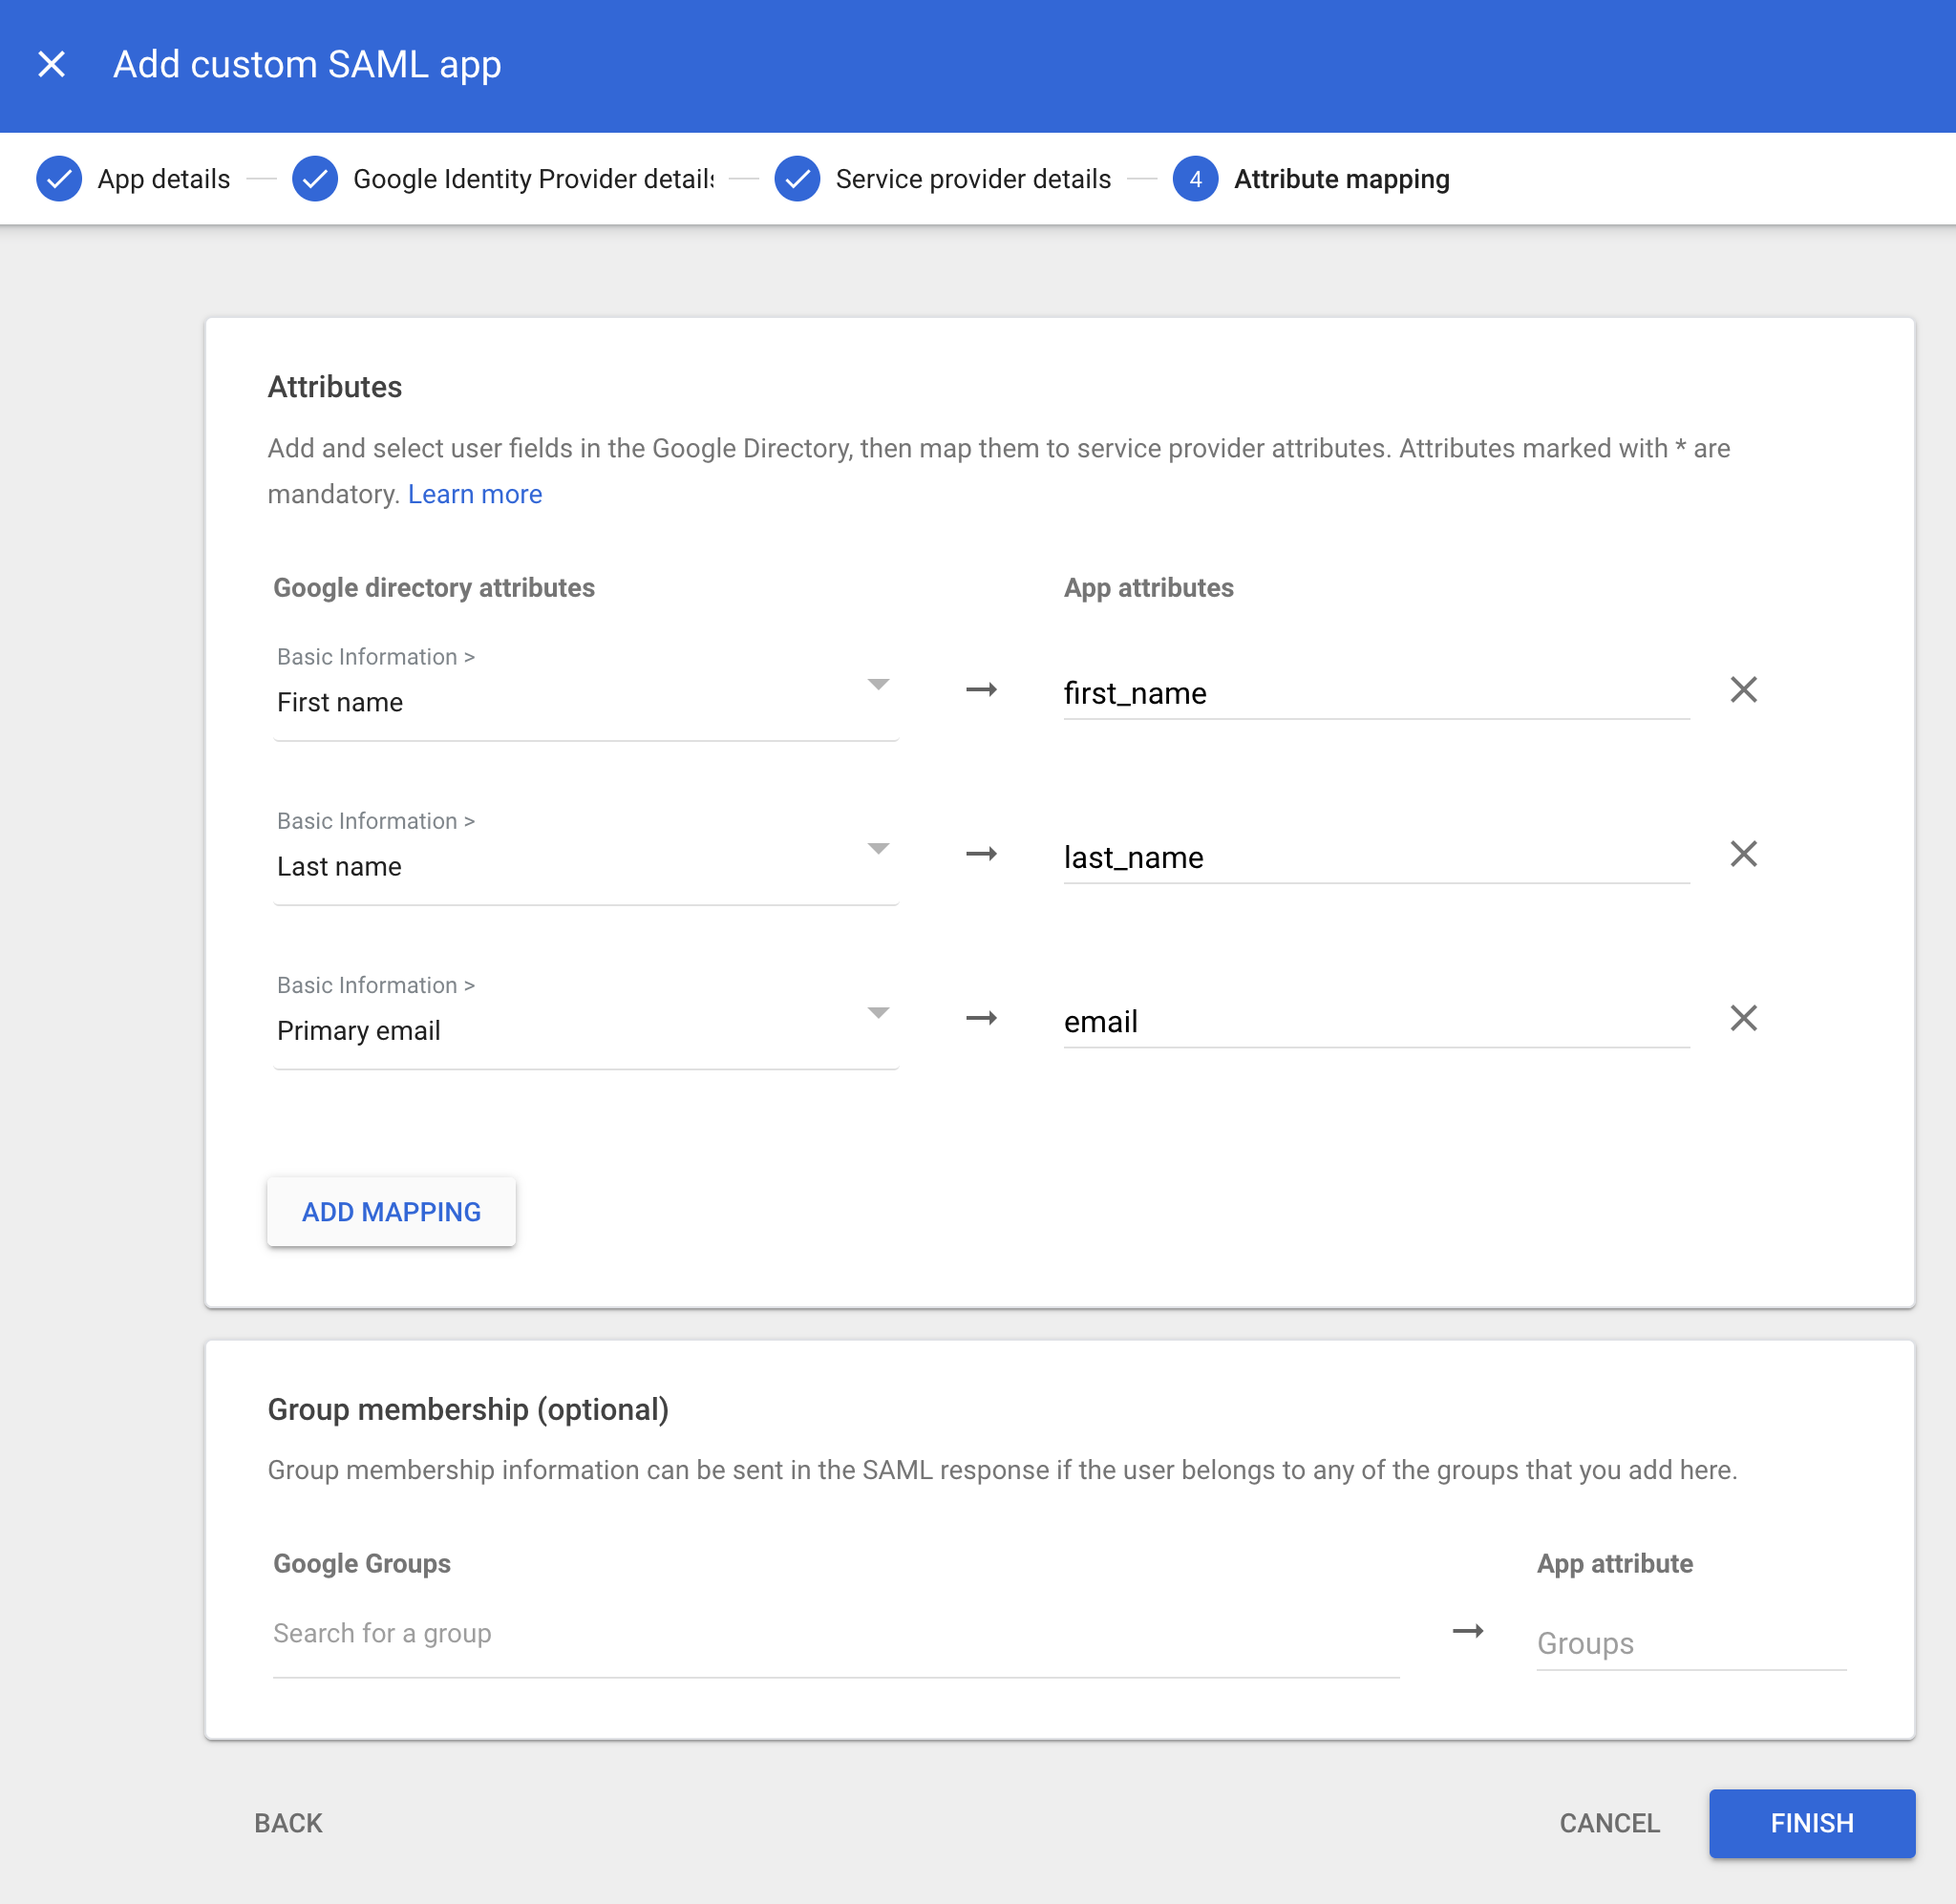 Add custom SAML app
App details
Google Identity Provider details
Service provider details
4
Attribute mapping
Attributes
Add and select user fields in the Google Directory, then map them to service provider attributes. Attributes marked with * are
mandatory. Learn more
Google directory attributes
App attributes
Basic Information >
First name
first_name
Basic Information >
Last name
last_name
Basic Information >
Primary email
email
ADD MAPPING
Group membership (optional)
Group membership information can be sent in the SAML response if the user belongs to any of the groups that you add here.
Google Groups
App attribute
Search for a group
Groups
BACK
CANCEL
FINISH